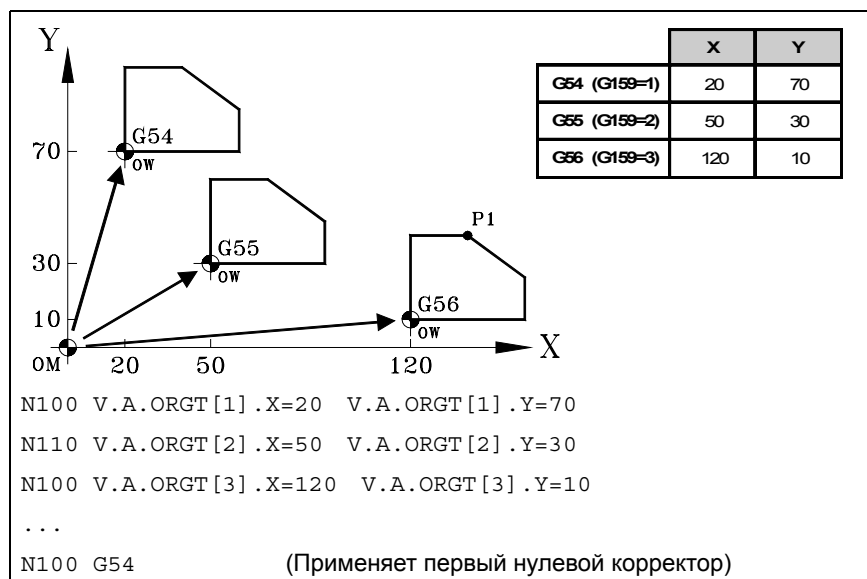 Y
X Y
G54 (G159=1) 20 70
G55 (G159=2) 50 30
G56 (G159=3) 120 10
G54
70
OW
P1
G55
30
OW
G56
10
OW
X
OM 20 50 120
N100 V.A.ORGT[1].X=20 V.A.ORGT[1].Y=70
N110 V.A.ORGT[2].X=50 V.A.ORGT[2].Y=30
N100 V.A.ORGT[3].X=120 V.A.ORGT[3].Y=10
...
N100 G54 (Применяет первый нулевой корректор)